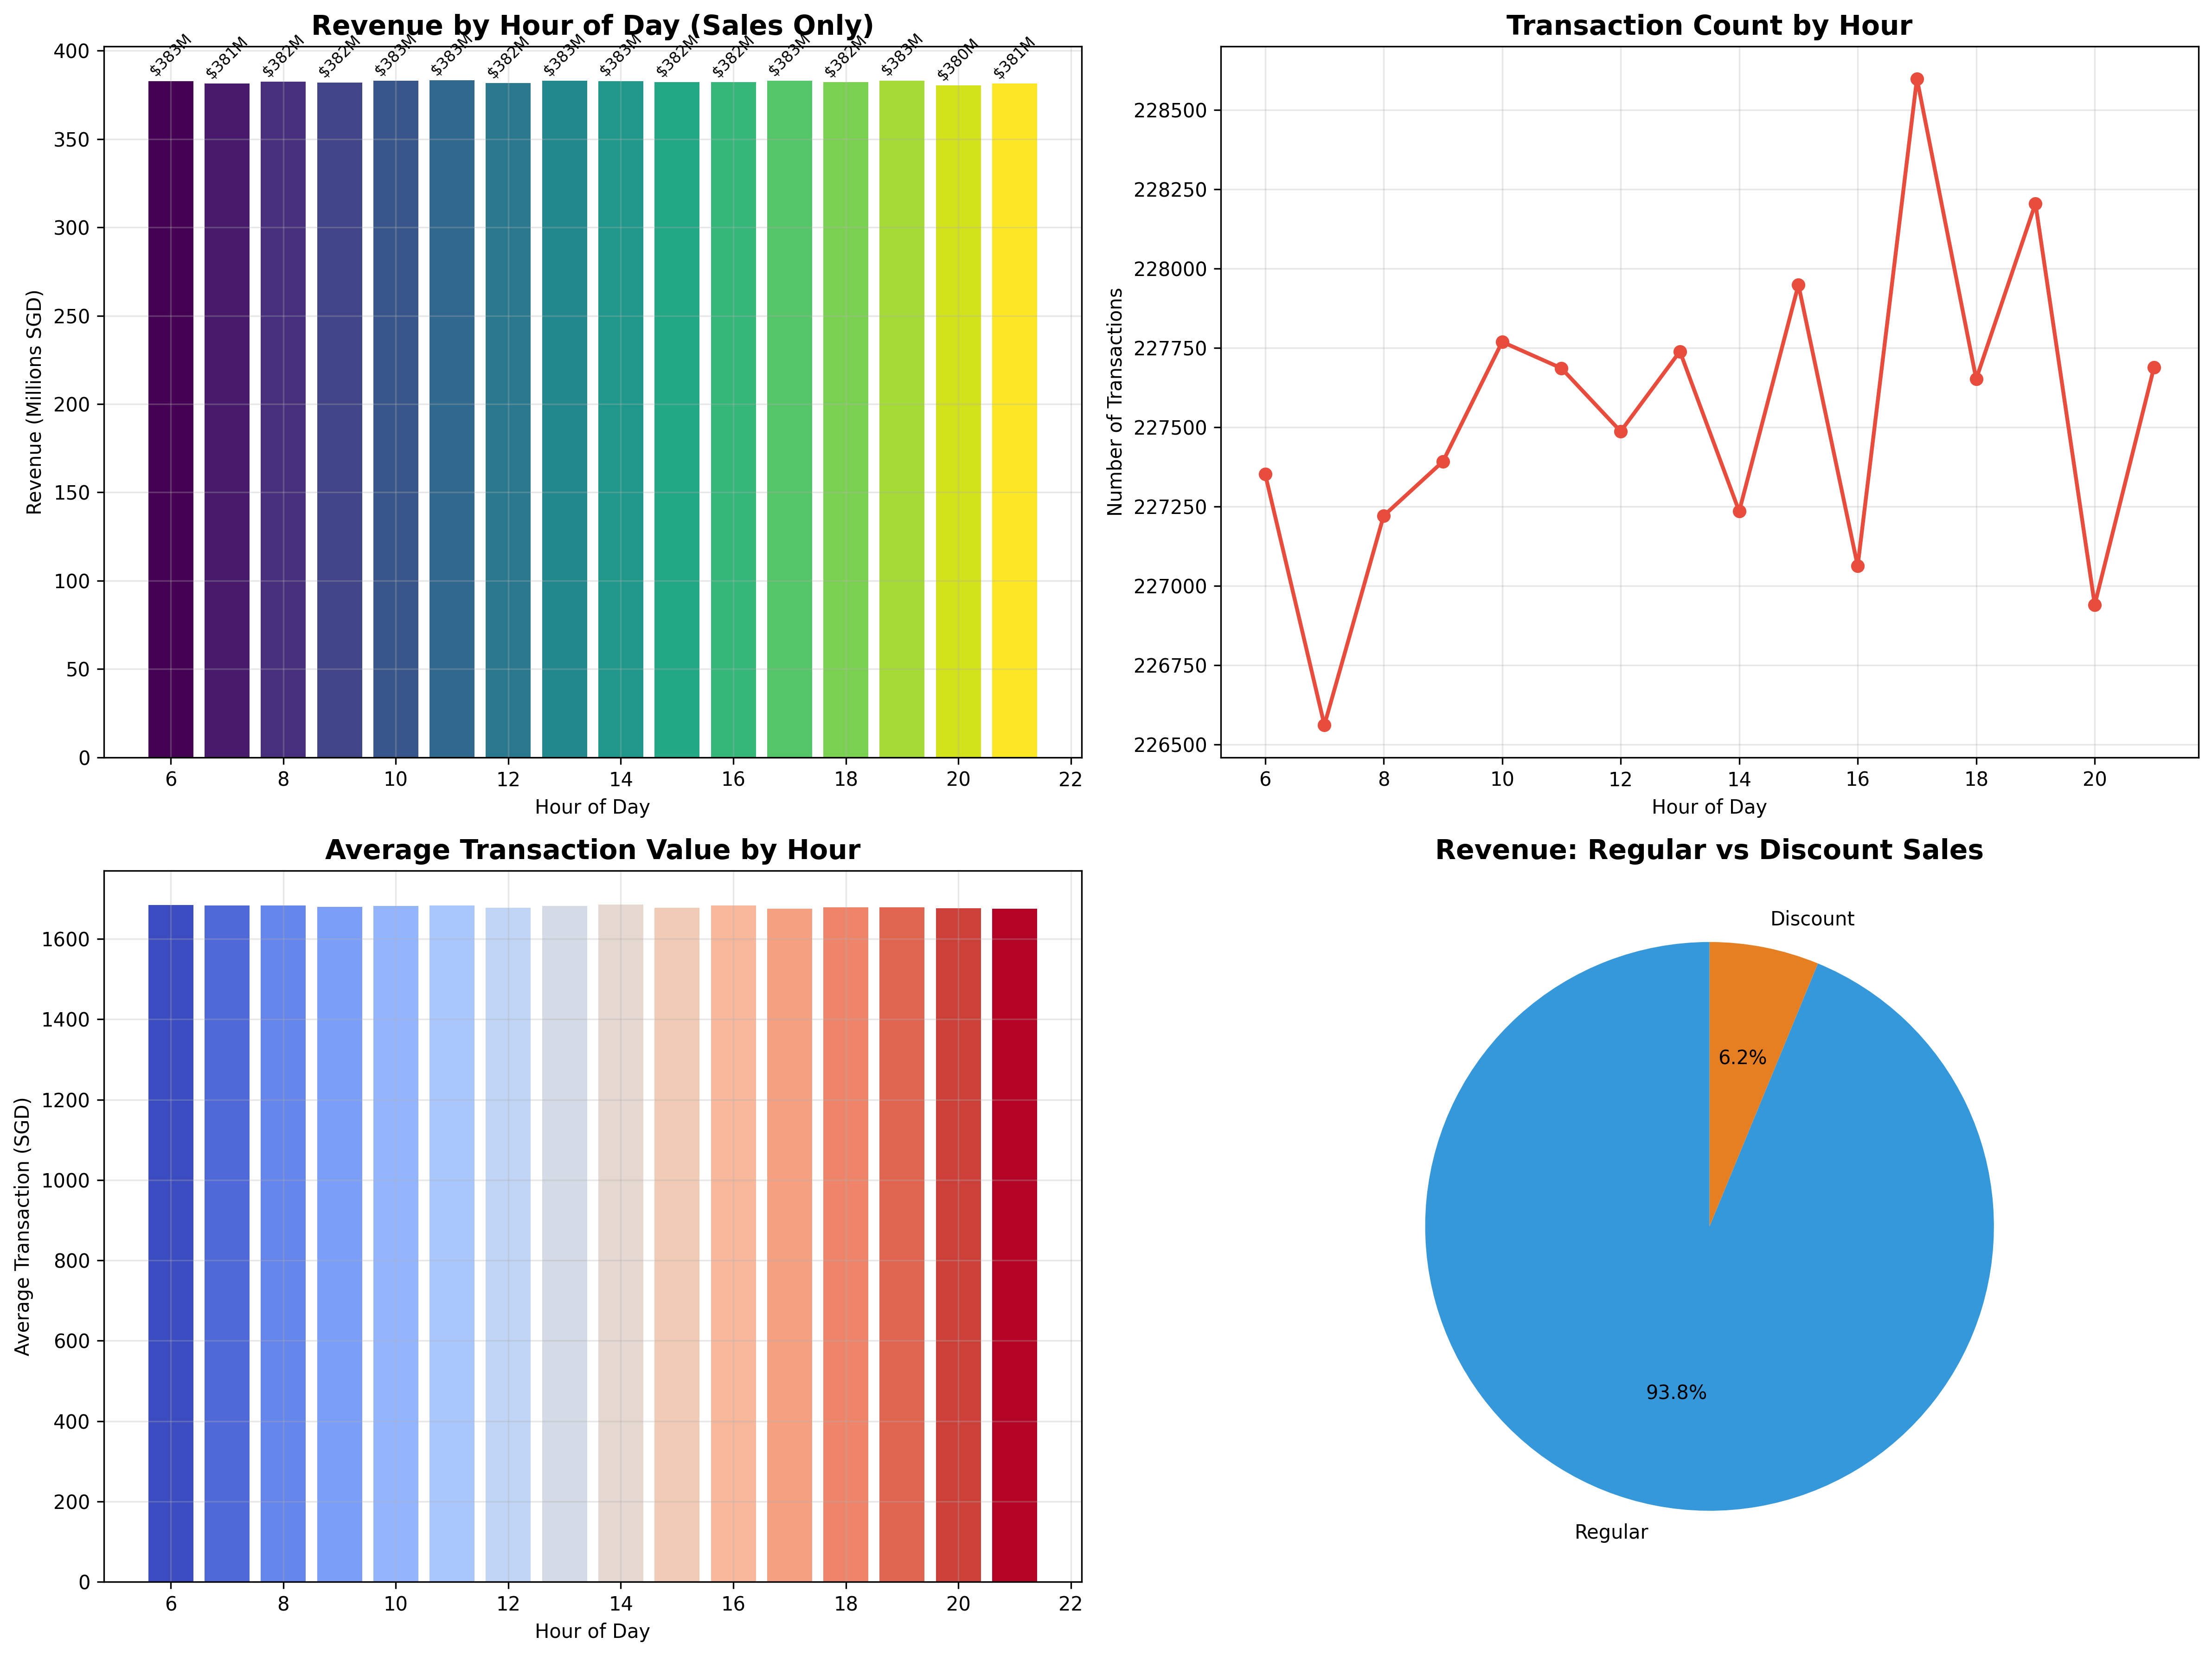 Revenue by Hour of Day (Sales Only)
$383M $381M $382M $382M $383M $383M $382M $383M $383M $382M $382M $383M $382M $383M $380M $381M
400
350
300
250
200
150
100
50
0
Revenue (Millions SGD)
6 8 10 12 14 16 18 20 22
Hour of Day
Transaction Count by Hour
228500
228250
228000
227750
227500
227250
227000
226750
226500
Number of Transactions
6 8 10 12 14 16 18 20
Hour of Day
Average Transaction Value by Hour
1600
1400
1200
1000
800
600
400
200
0
Average Transaction (SGD)
6 8 10 12 14 16 18 20 22
Hour of Day
Revenue: Regular vs Discount Sales
Discount
6.2%
93.8%
Regular